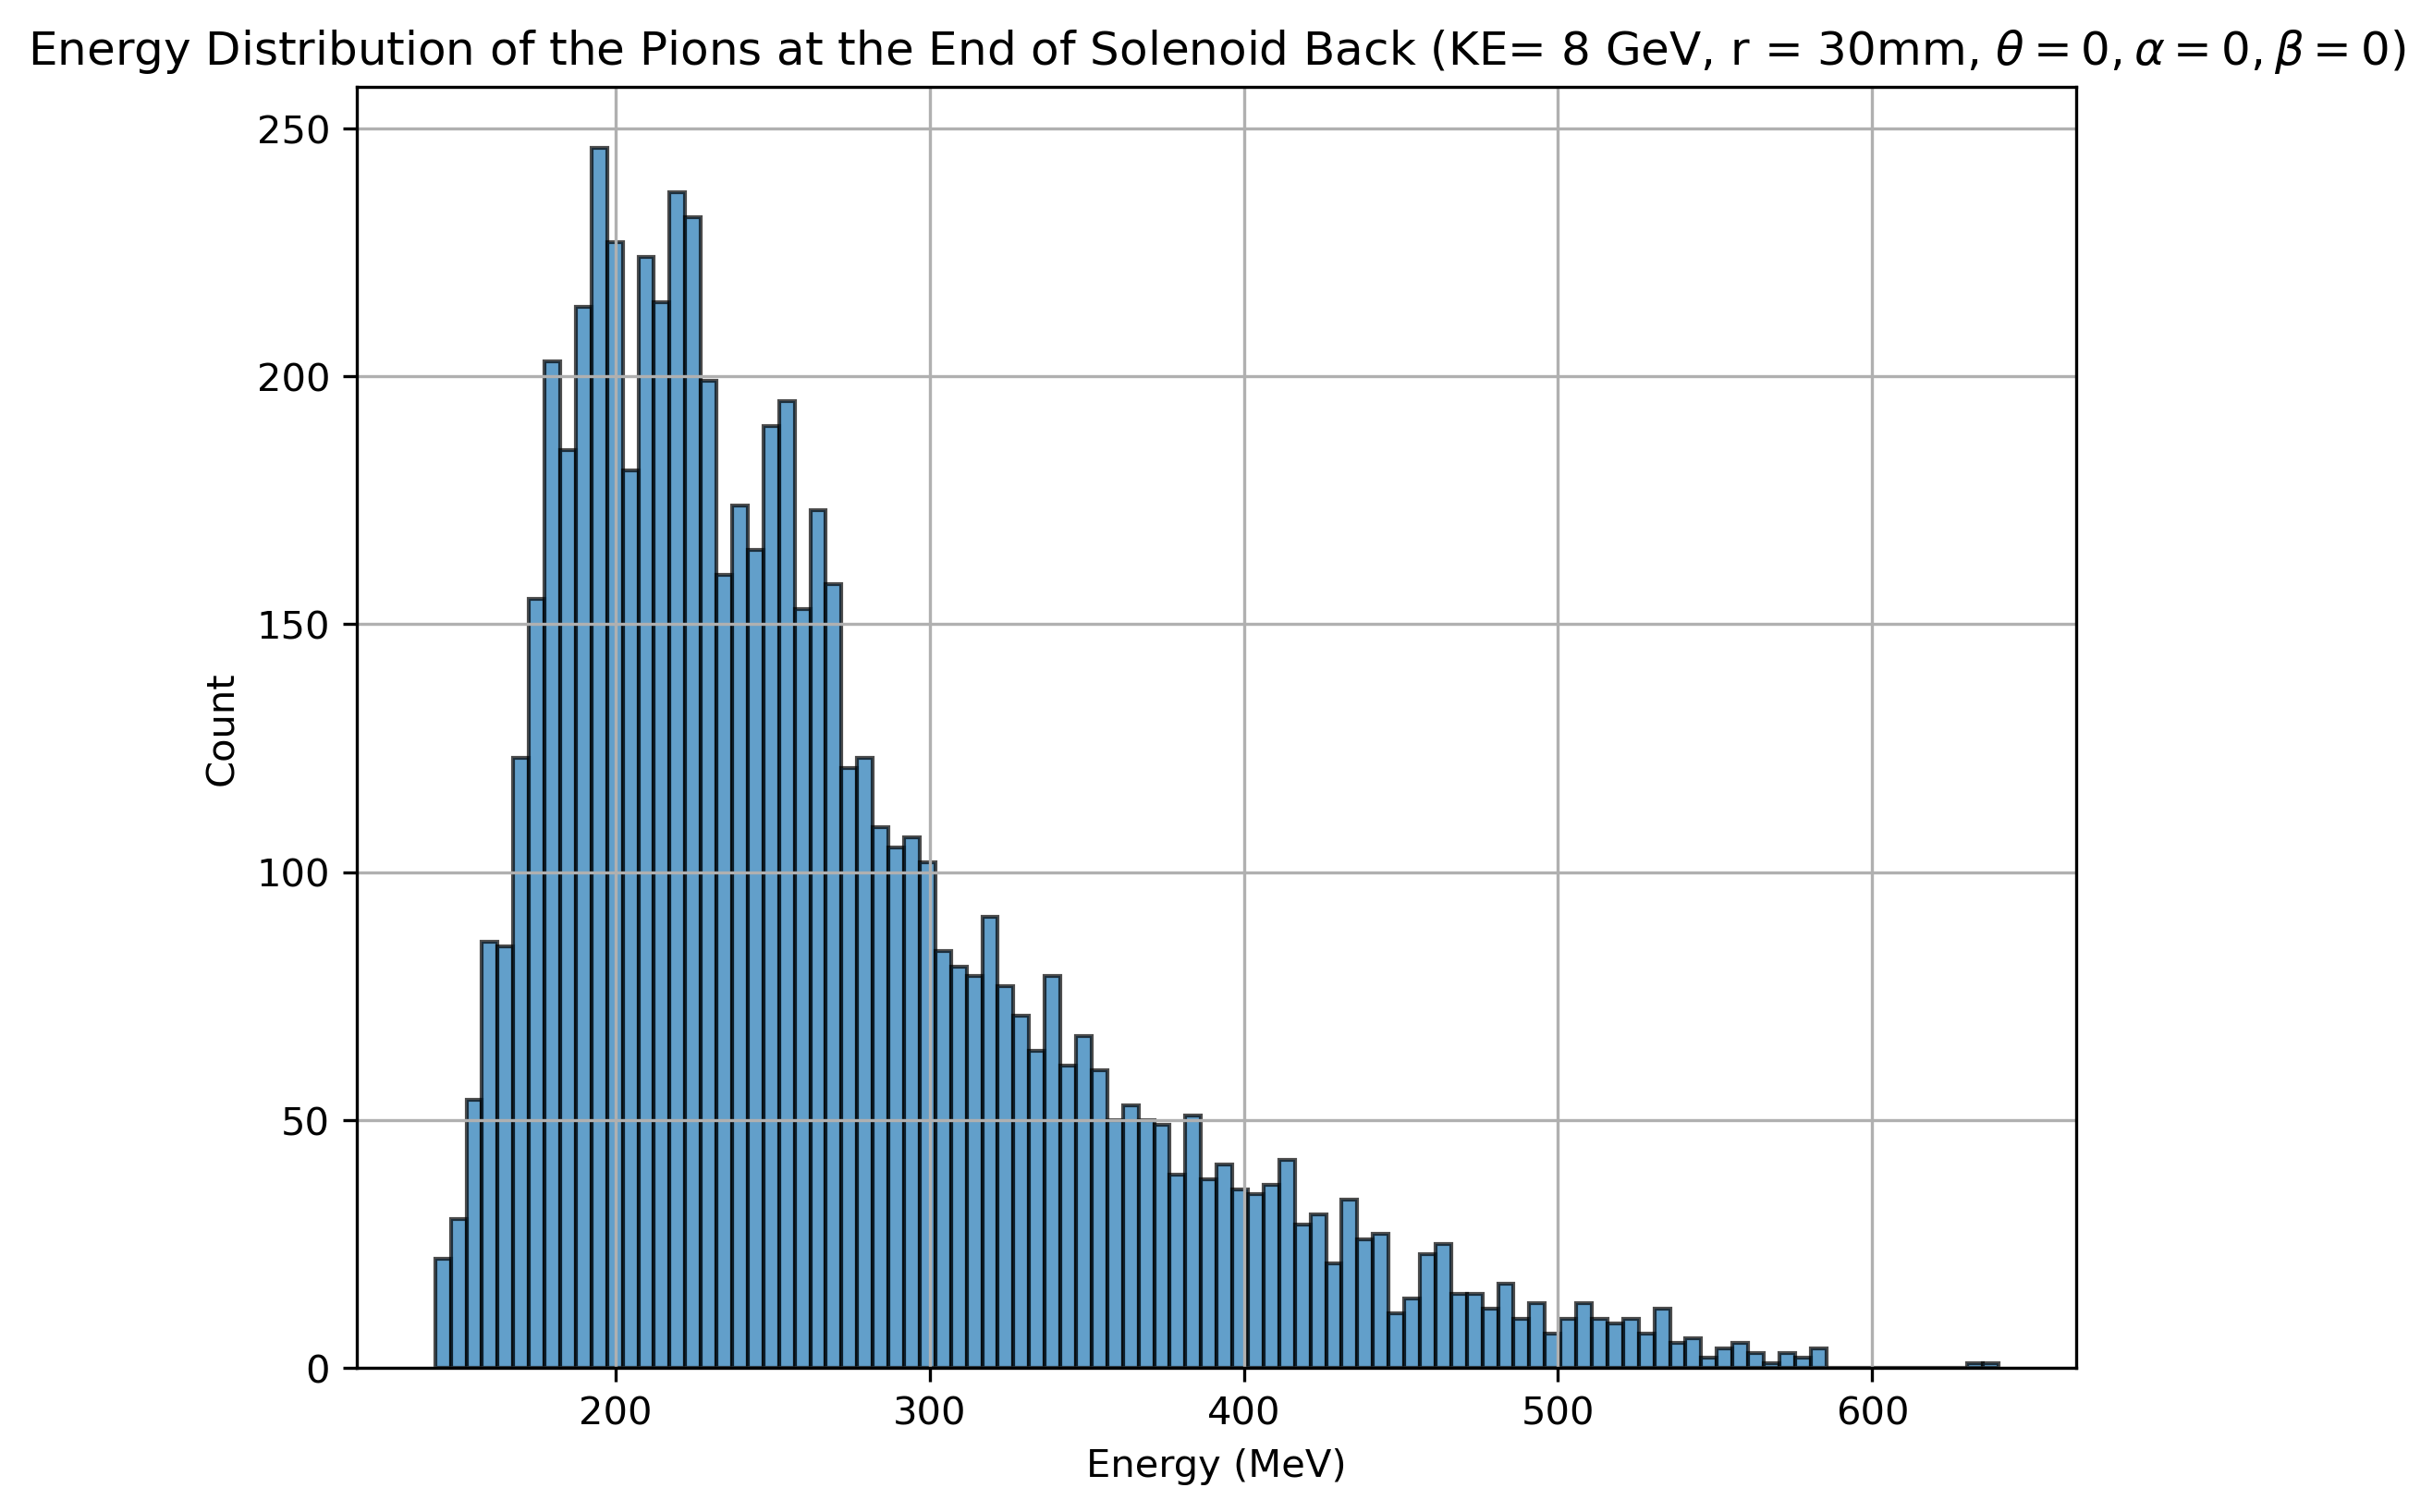 Energy Distribution of the Pions at the End of Solenoid Back (KE= 8 GeV, r = 30mm, θ = 0, α = 0, β = 0)
250
200
150
100
50
0
Count
200 300 400 500 600
Energy (MeV)